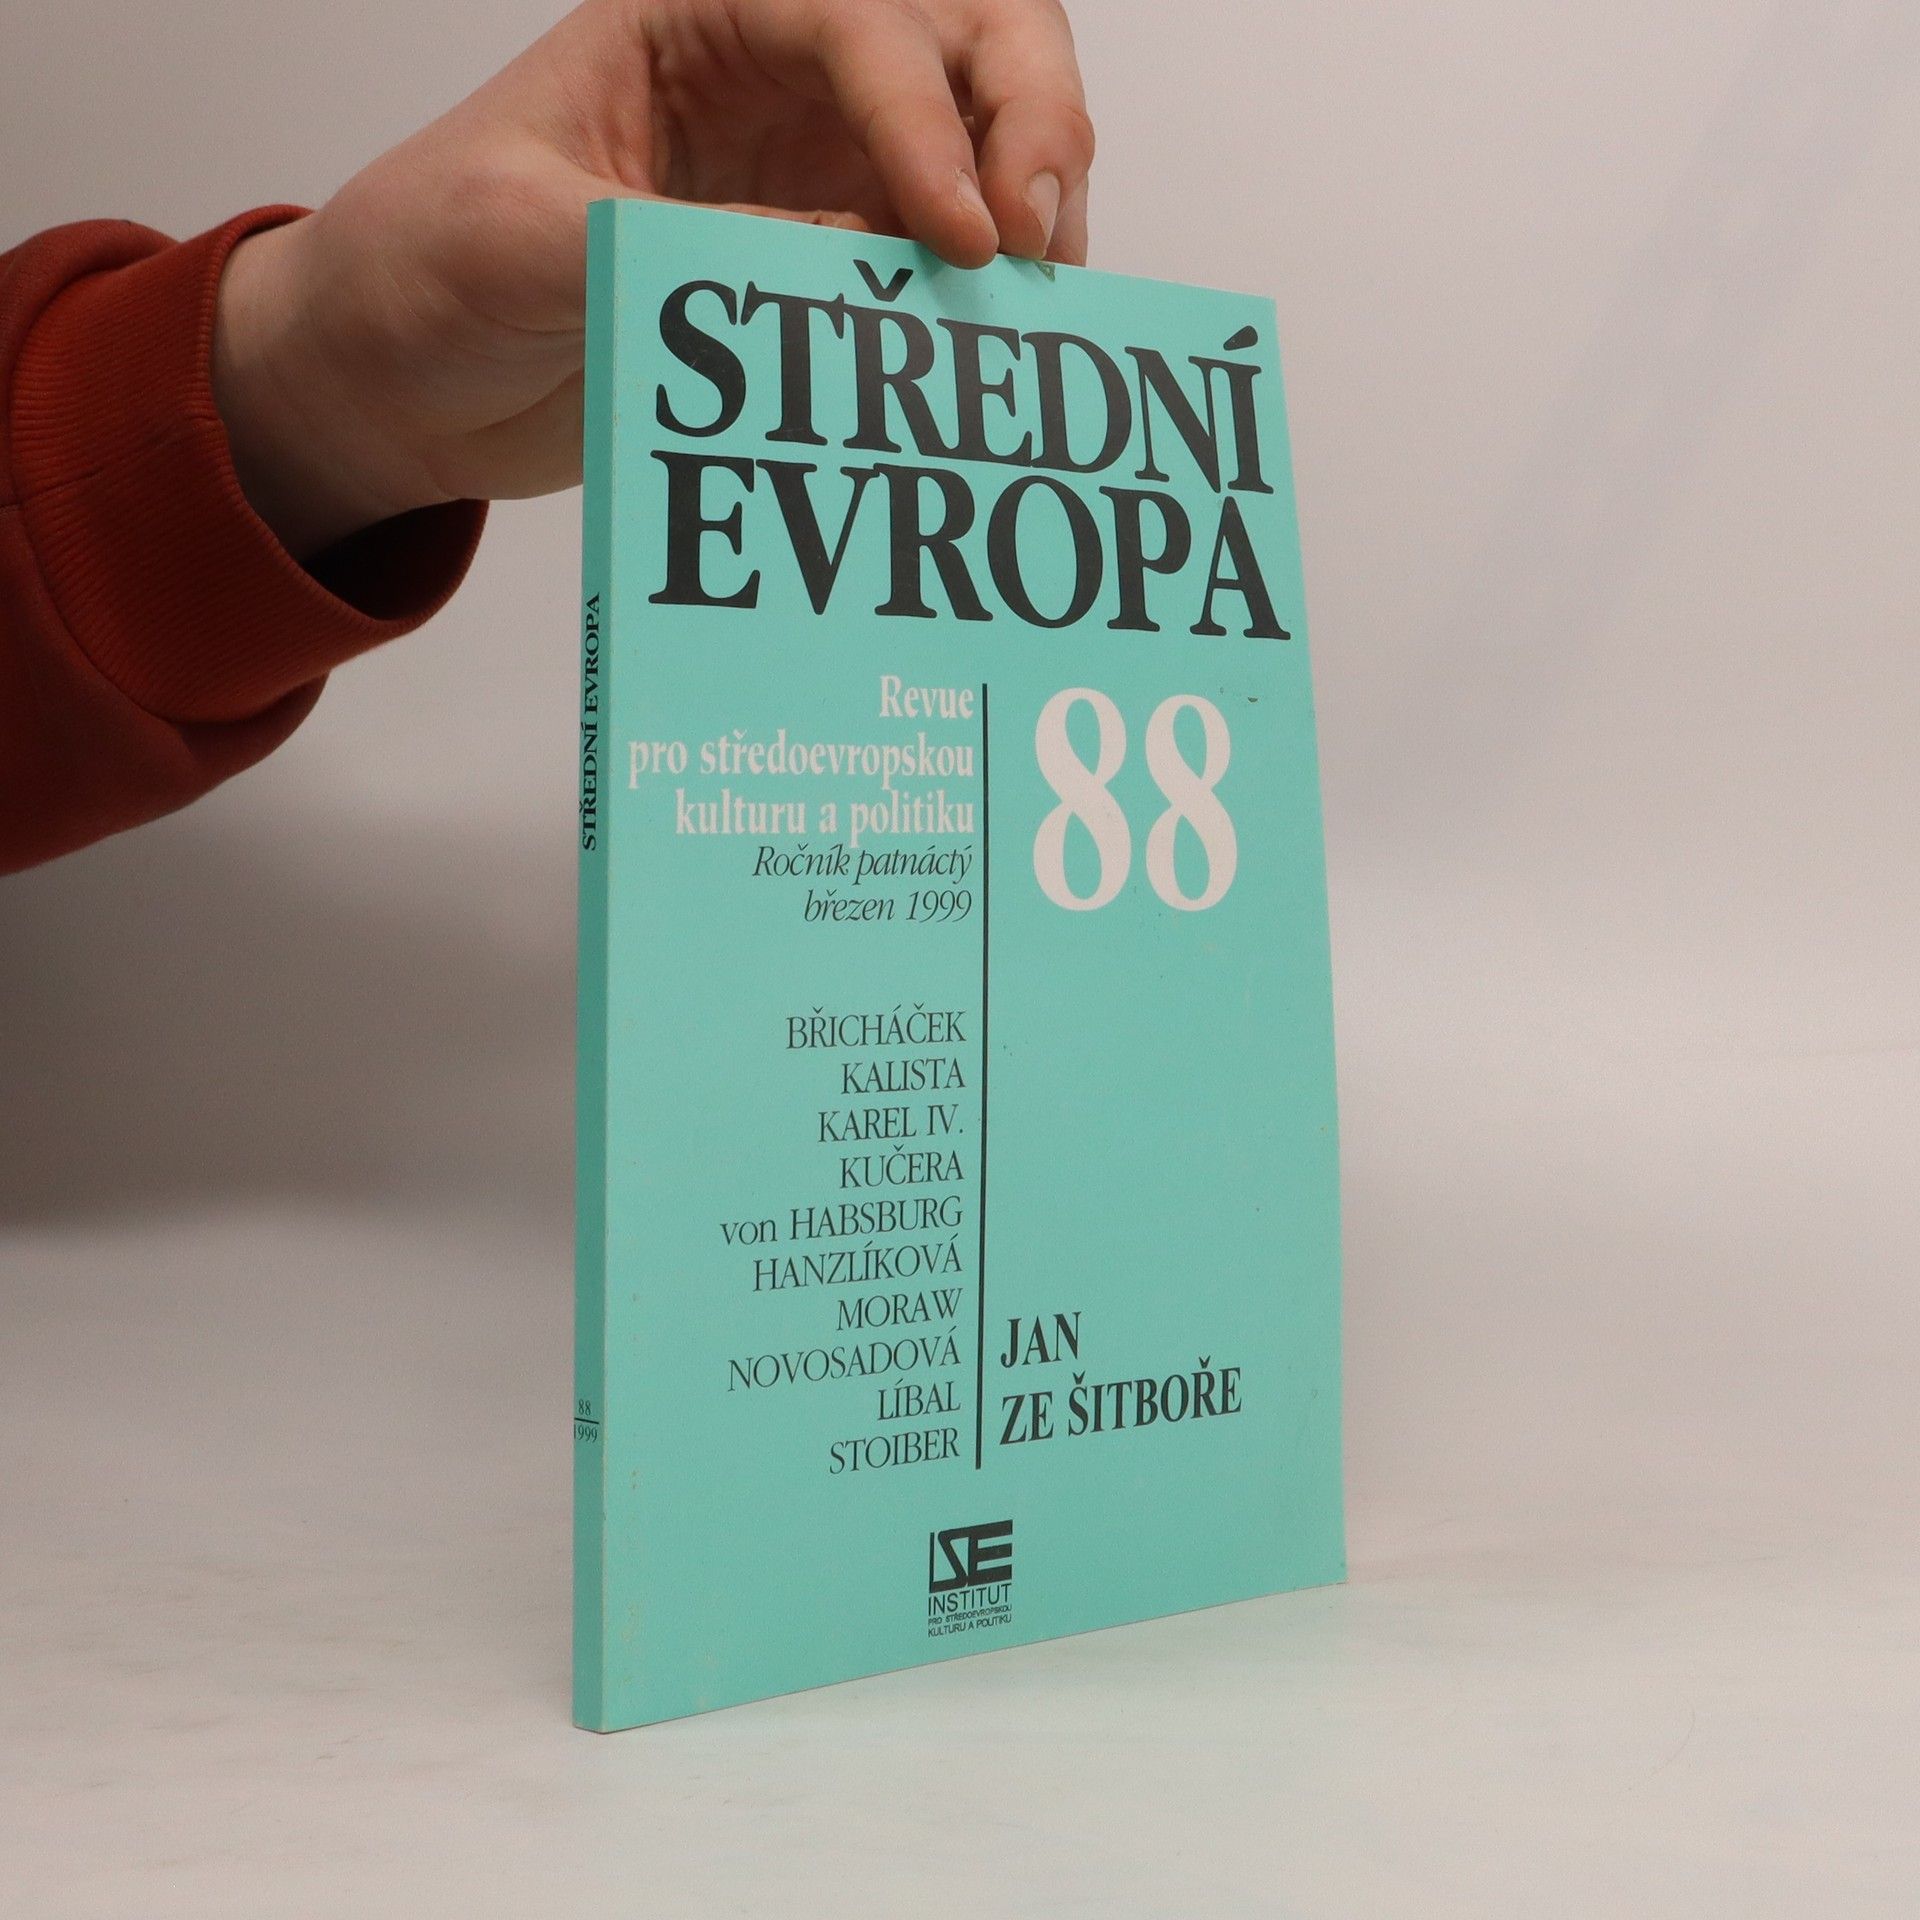 STŘEDNÍ
EVROPA
Revue
pro středoevropskou
kulturu a politiku
Ročník patnáctý
březen 1999
88
BŘICHÁČEK
KALISTA
KAREL IV.
KUČERA
von HABSBURG
HANZLÍKOVÁ
MORAW
NOVOSADOVÁ
LÍBAL
STOIBER
JAN
ZE ŠITBOŘE
ISE
INSTITUT
PRO STŘEDOEVROPSKOU
KULTURU A POLITIKU
STŘEDNÍ EVROPA
88
1999